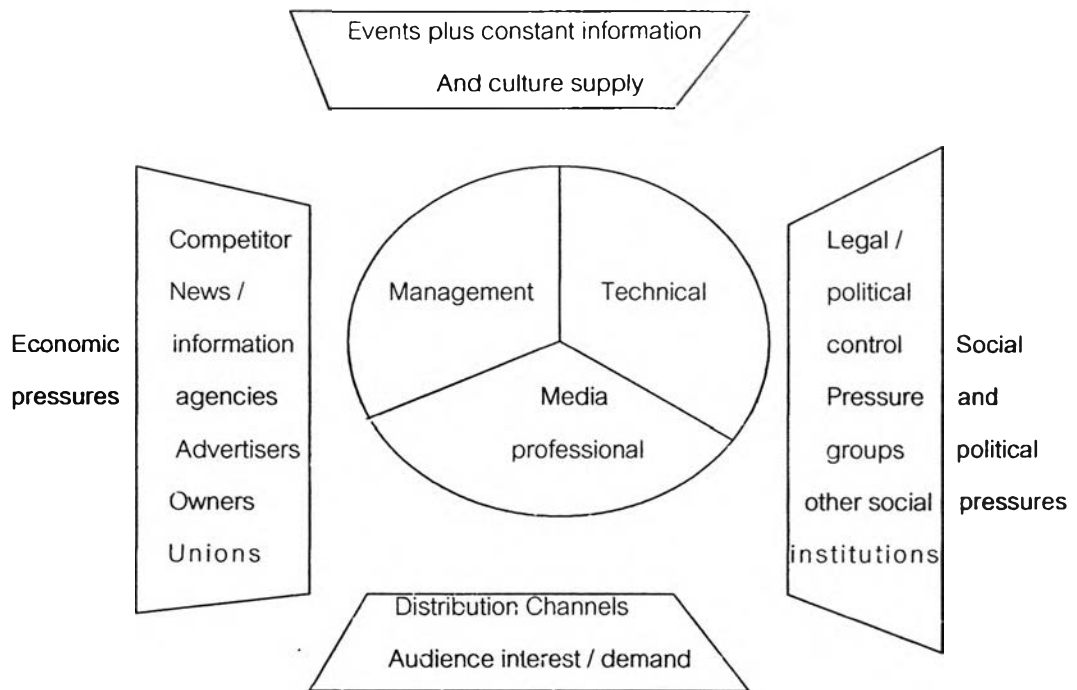 Events plus constant information
And culture supply
Economic
pressures
Competitor
News /
information
agencies
Advertisers
Owners
Unions
Management
Technical
Media
professional
Legal /
political
control
Pressure
groups
other social
institutions
Social
and
political
pressures
Distribution Channels
Audience interest / demand